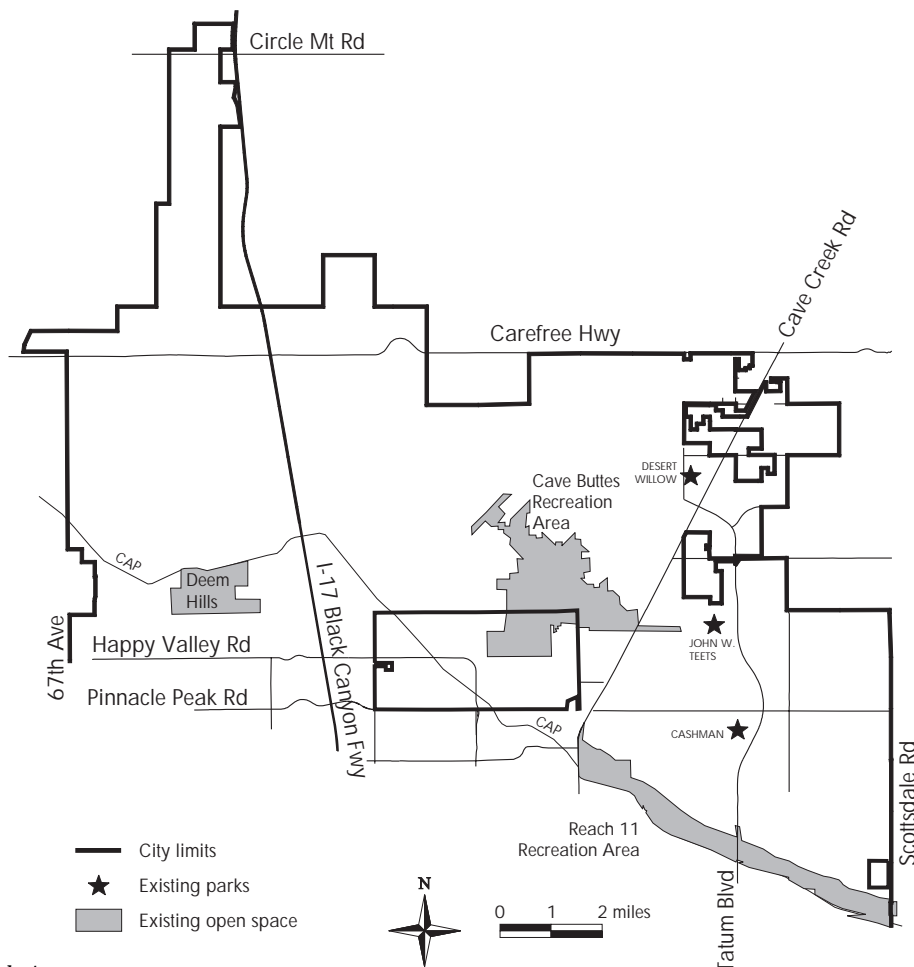 Circle Mt Rd
Cave Creek Rd
Carefree Hwy
DESERT
WILLOW
Cave Buttes
Recreation
Area
CAP
Deem
Hills
I-17 Black Canyon Fwy
67th Ave
Happy Valley Rd
JOHN W.
TEETS
Pinnacle Peak Rd
CAP
CASHMAN
Scottsdale Rd
Reach 11
Recreation Area
Tatum Blvd
City limits
Existing parks
Existing open space
N
0 1 2 miles